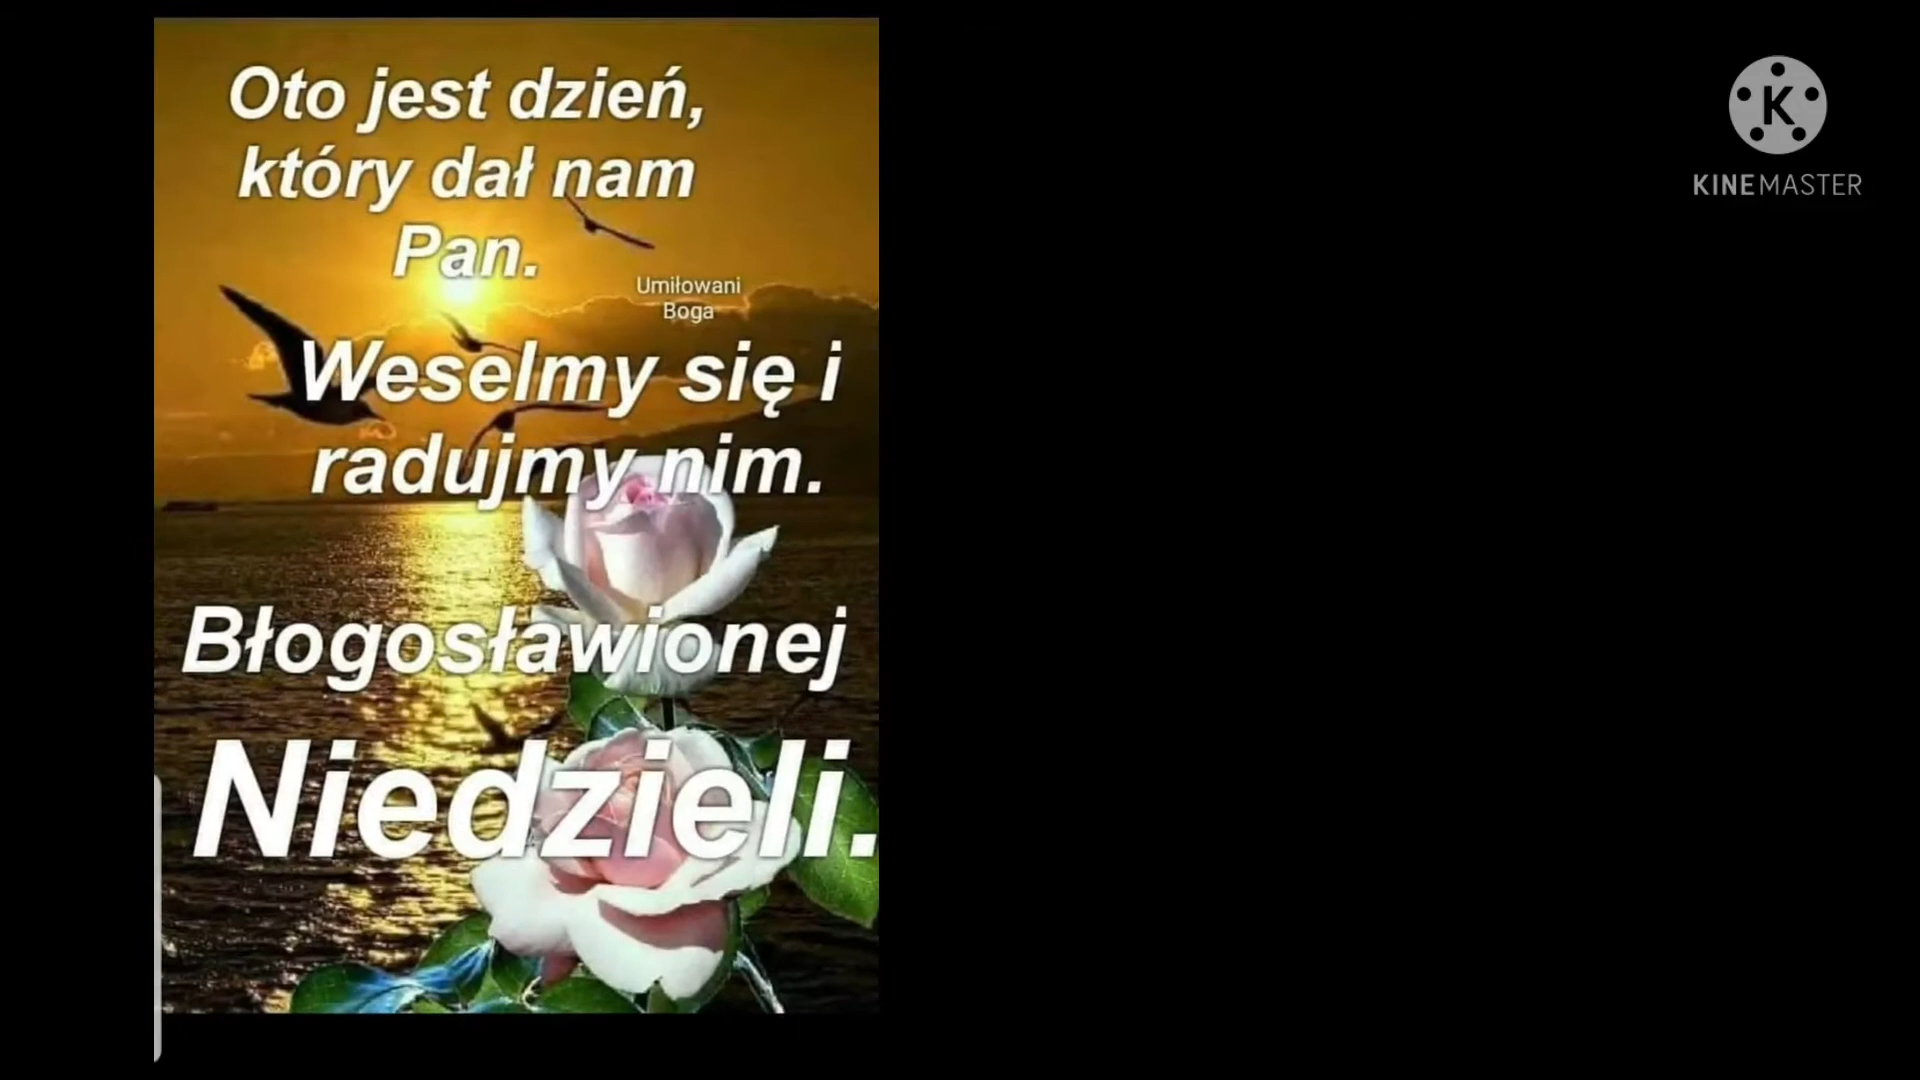 Oto jest dzień,
który dał nam
Pan.
Umiłowani
Boga
Weselmy się i
radujmy nim.
Błogosławionej
Niedzieli.
K
KINEMASTER